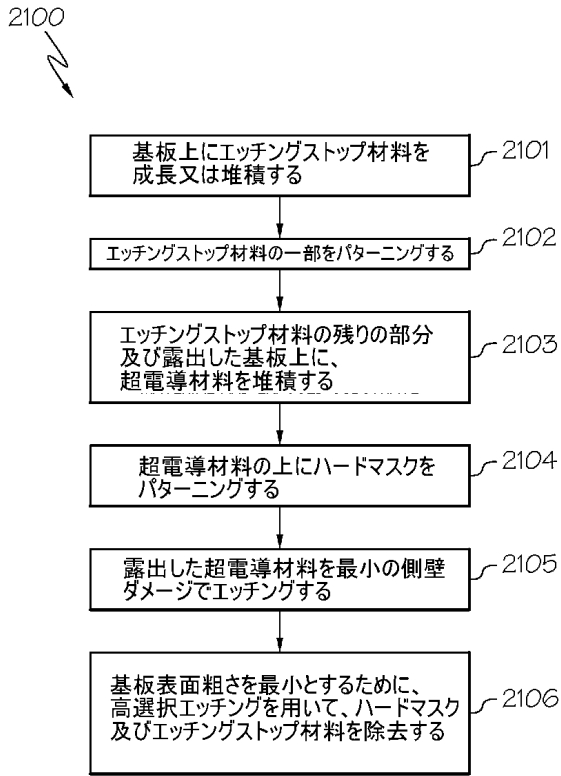 2100
基板上にエッチングストップ材料を
成長又は堆積する
2101
エッチングストップ材料の一部をパターニングする
2102
エッチングストップ材料の残りの部分
及び露出した基板上に、
超電導材料を堆積する
2103
超電導材料の上にハードマスクを
パターニングする
2104
露出した超電導材料を最小の側壁
ダメージでエッチングする
2105
基板表面粗さを最小とするために、
高選択エッチングを用いて、ハードマスク
及びエッチングストップ材料を除去する
2106